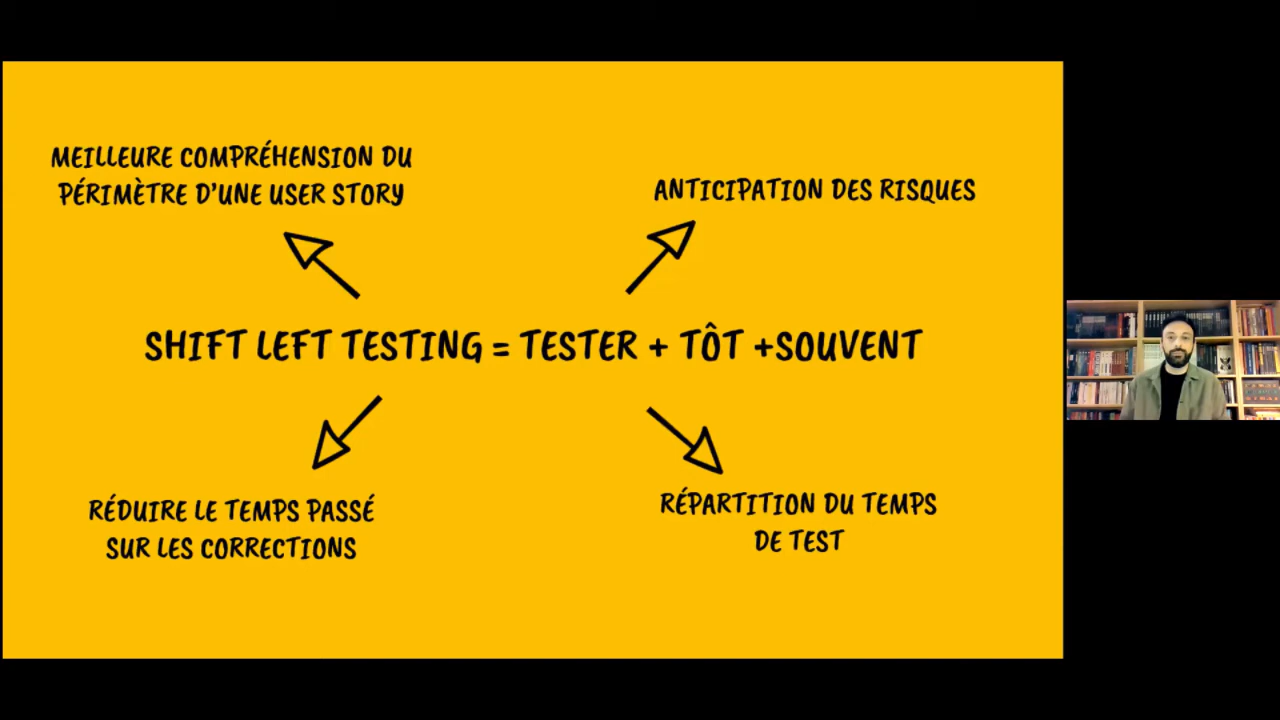 MEILLEURE COMPRÉHENSION DU
PÉRIMÈTRE D'UNE USER STORY
ANTICIPATION DES RISQUES
SHIFT LEFT TESTING = TESTER + TÔT +SOUVENT
RÉDUIRE LE TEMPS PASSÉ
SUR LES CORRECTIONS
RÉPARTITION DU TEMPS
DE TEST